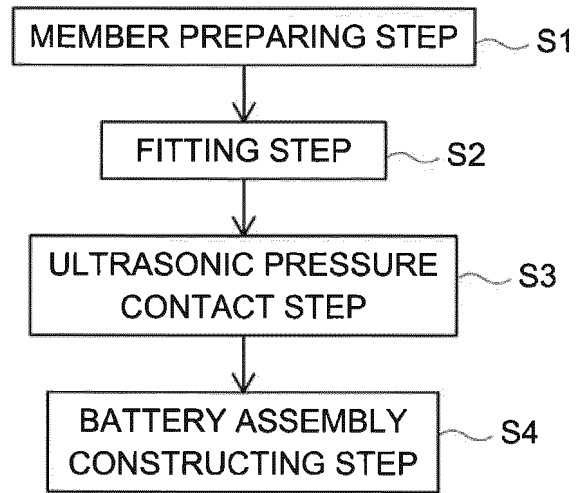 MEMBER PREPARING STEP S1
FITTING STEP S2
ULTRASONIC PRESSURE
CONTACT STEP S3
BATTERY ASSEMBLY
CONSTRUCTING STEP S4